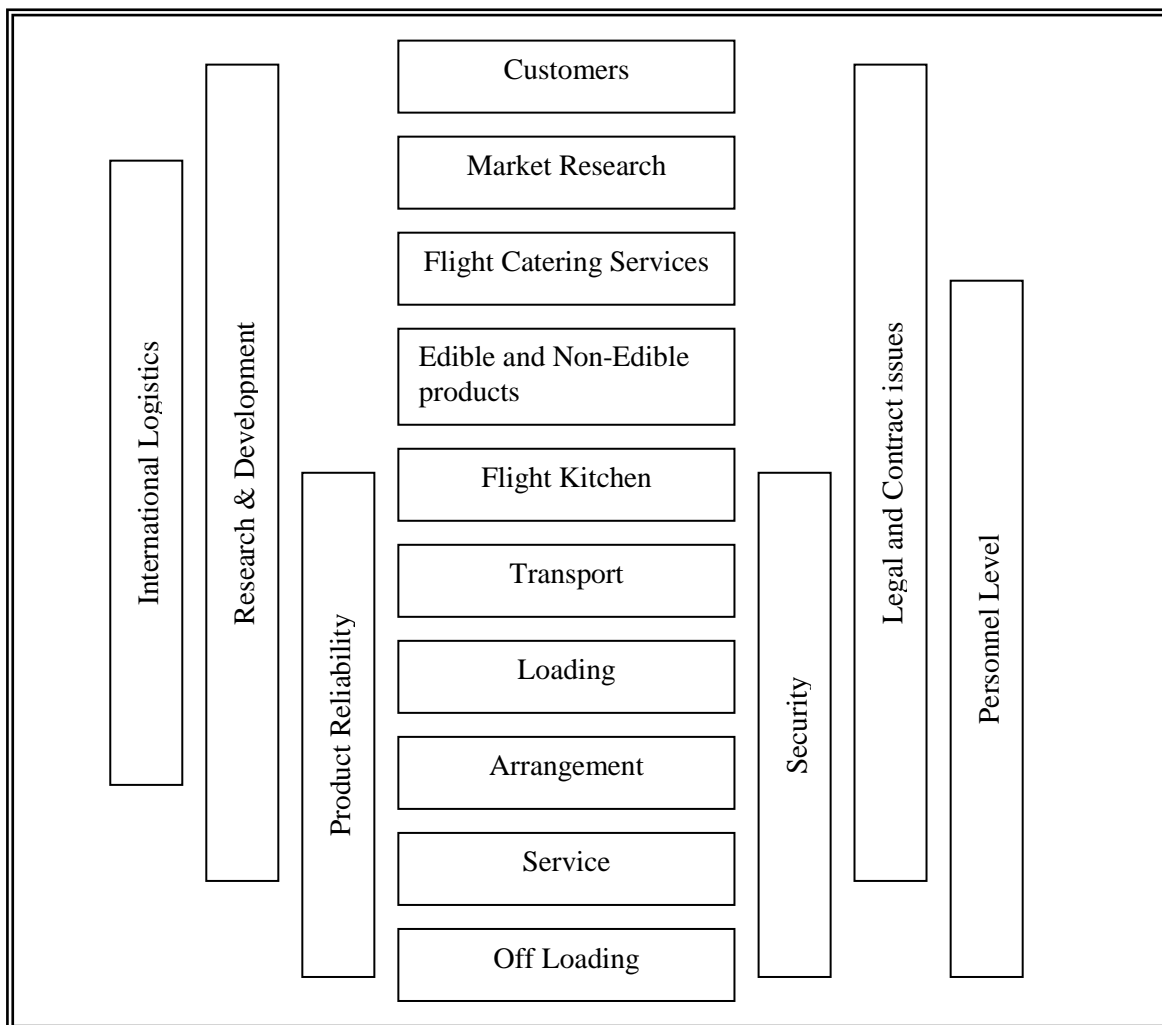 Customers
Market Research
Flight Catering Services
Edible and Non-Edible
products
Flight Kitchen
Transport
Loading
Arrangement
Service
Off Loading
International Logistics
Research & Development
Product Reliability
Security
Legal and Contract issues
Personnel Level